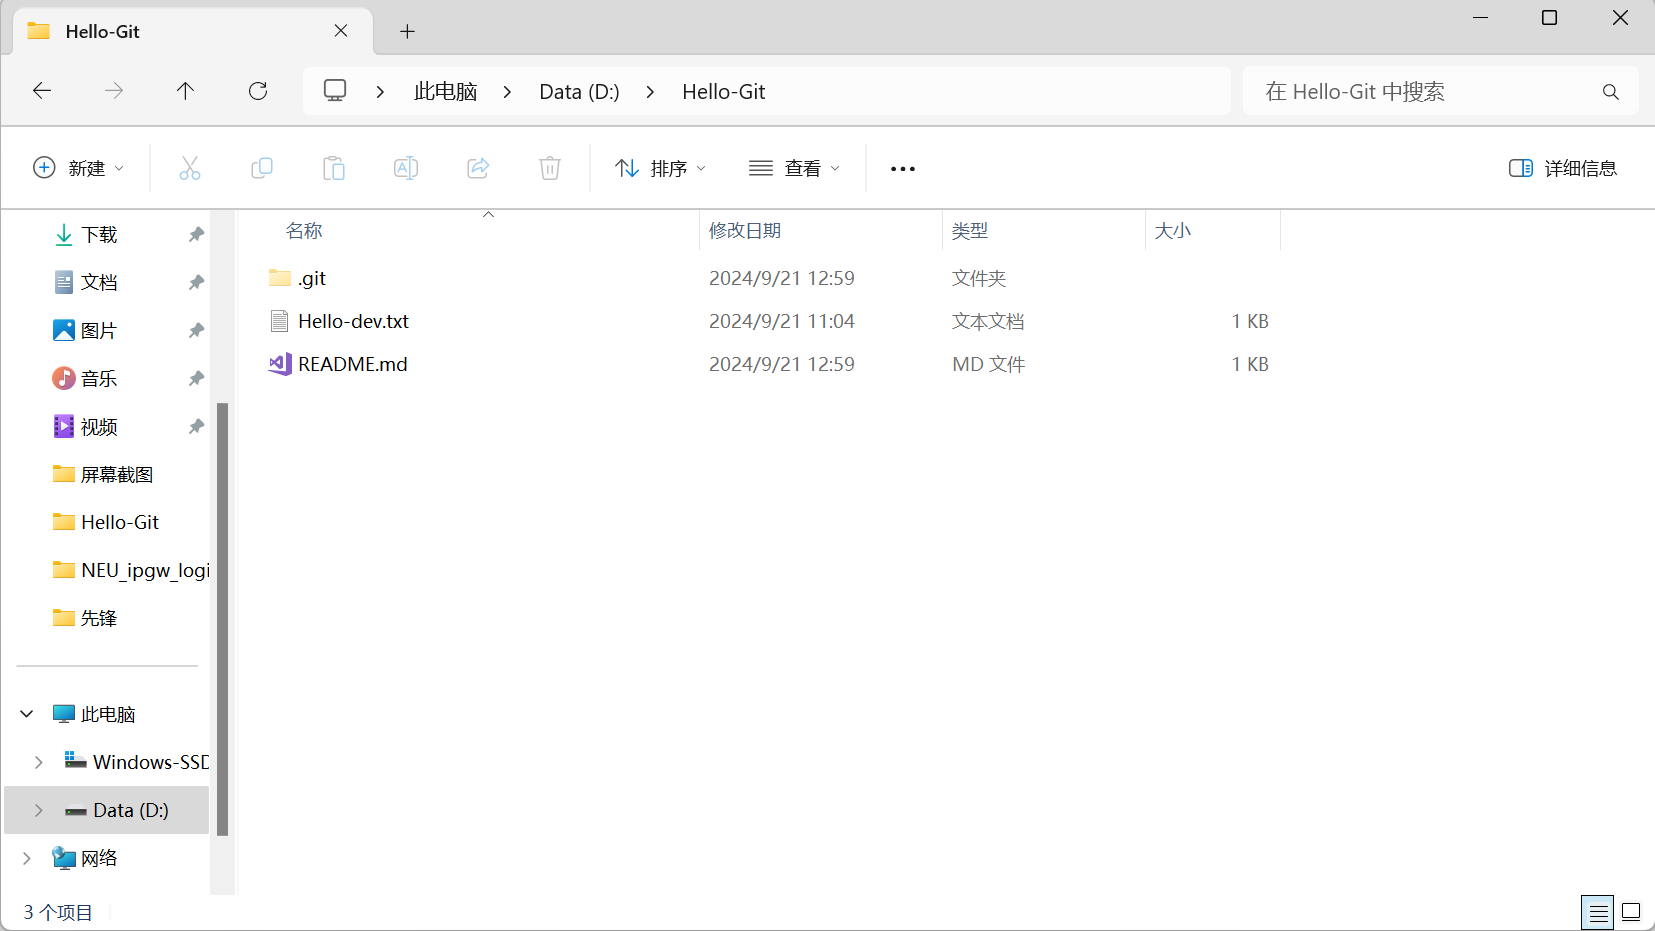 Hello-Git
此电脑 Data (D:) Hello-Git 在 Hello-Git 中搜索
新建 排序 查看 详细信息
名称 修改日期 类型 大小
.git 2024/9/21 12:59 文件夹
Hello-dev.txt 2024/9/21 11:04 文本文档 1 KB
README.md 2024/9/21 12:59 MD 文件 1 KB
下载
文档
图片
音乐
视频
屏幕截图
Hello-Git
NEU_ipgw_logi
先锋
此电脑
Windows-SSD
Data (D:)
网络
3 个项目